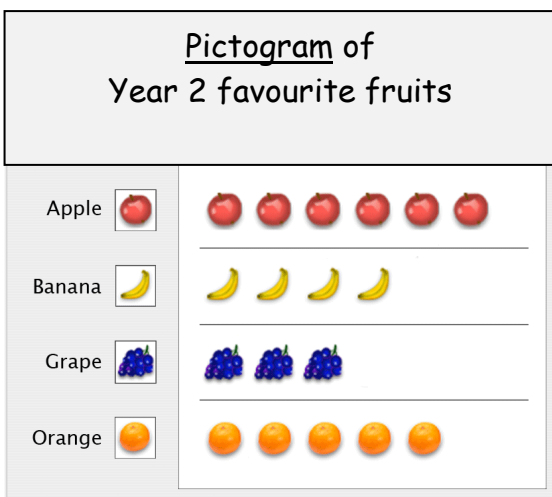 Pictogram of
Year 2 favourite fruits
Apple
Banana
Grape
Orange